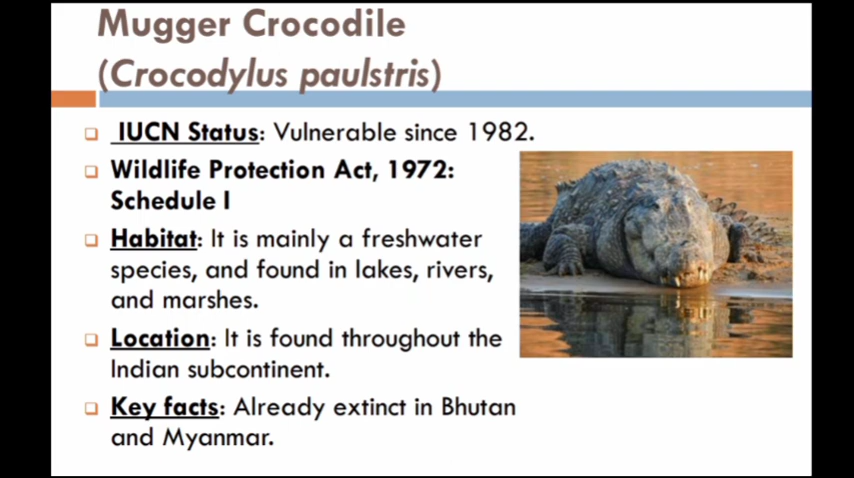 Mugger Crocodile
(Crocodylus paulstris)
IUCN Status: Vulnerable since 1982.
Wildlife Protection Act, 1972:
Schedule I
Habitat: It is mainly a freshwater
species, and found in lakes, rivers,
and marshes.
Location: It is found throughout the
Indian subcontinent.
Key facts: Already extinct in Bhutan
and Myanmar.